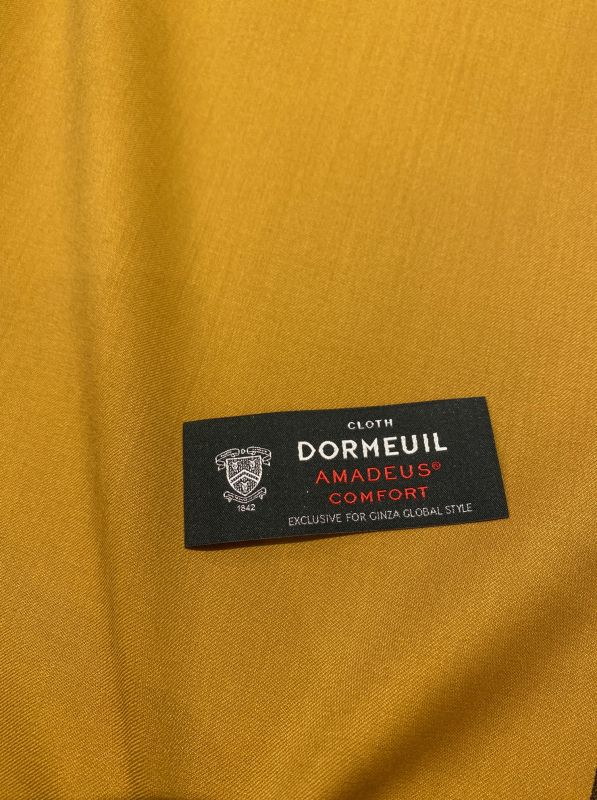 CLOTH
DORMEUIL
AMADEUS®
COMFORT
EXCLUSIVE FOR GINZA GLOBAL STYLE
D
1842